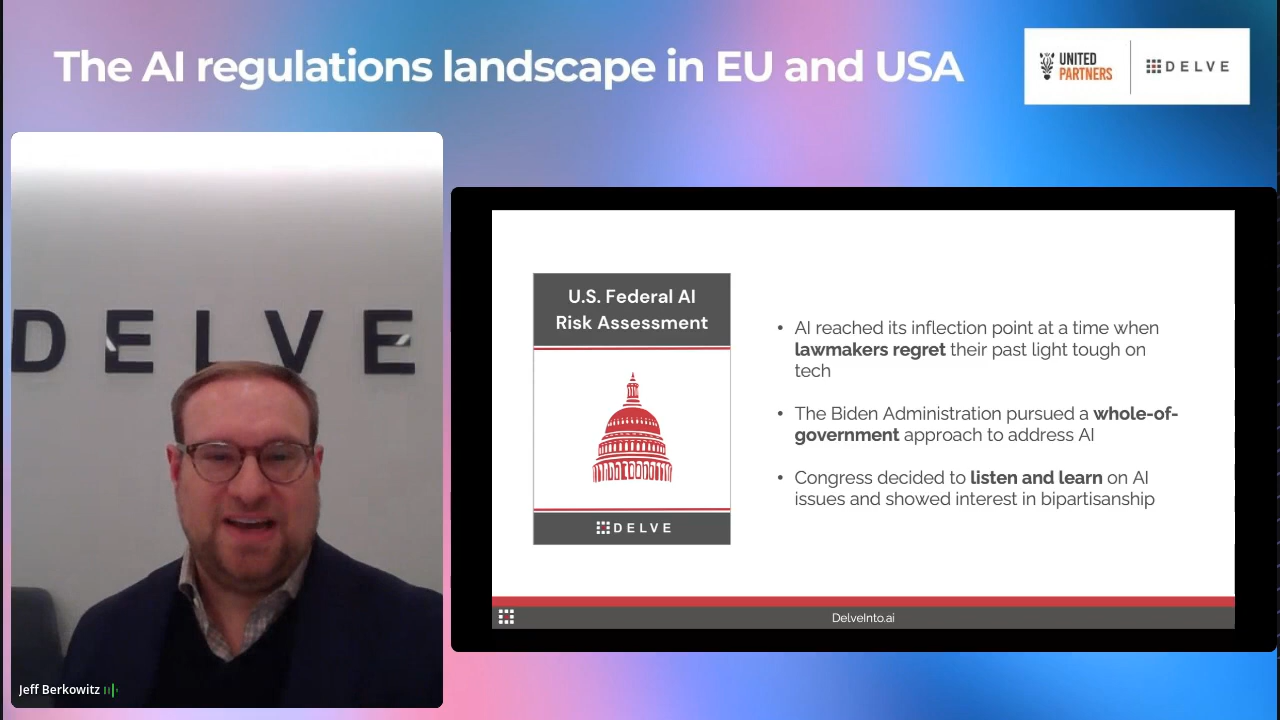 The AI regulations landscape in EU and USA
UNITED
PARTNERS
DELVE
DELVE
Jeff Berkowitz
U.S. Federal AI
Risk Assessment
DELVE
• AI reached its inflection point at a time when
lawmakers regret their past light tough on
tech
• The Biden Administration pursued a whole-of-
government approach to address AI
• Congress decided to listen and learn on AI
issues and showed interest in bipartisanship
DelveInto.ai